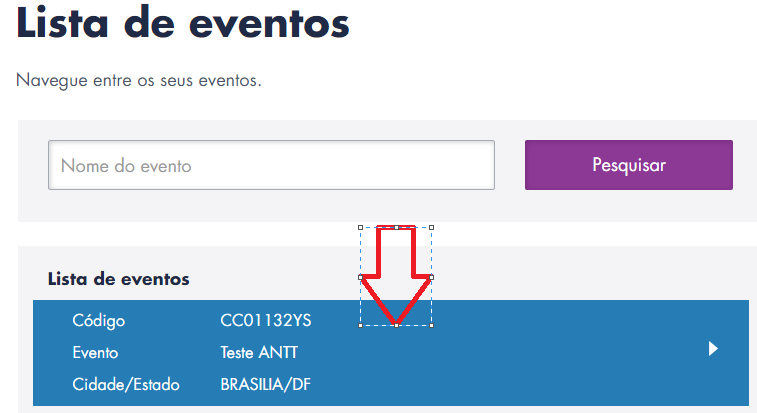 Lista de eventos
Navegue entre os seus eventos.
Nome do evento
Pesquisar
Lista de eventos
Código CC01132YS
Evento Teste ANTT
Cidade/Estado BRASILIA/DF